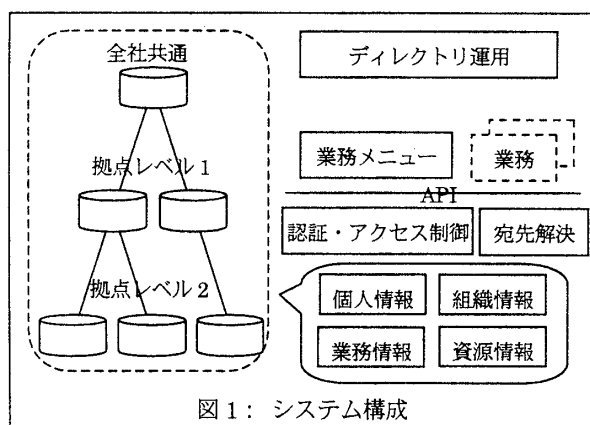 全社共通
ディレクトリ運用
拠点レベル1
業務メニュー
業務
API
認証・アクセス制御
宛先解決
拠点レベル2
個人情報
組織情報
業務情報
資源情報
図1: システム構成